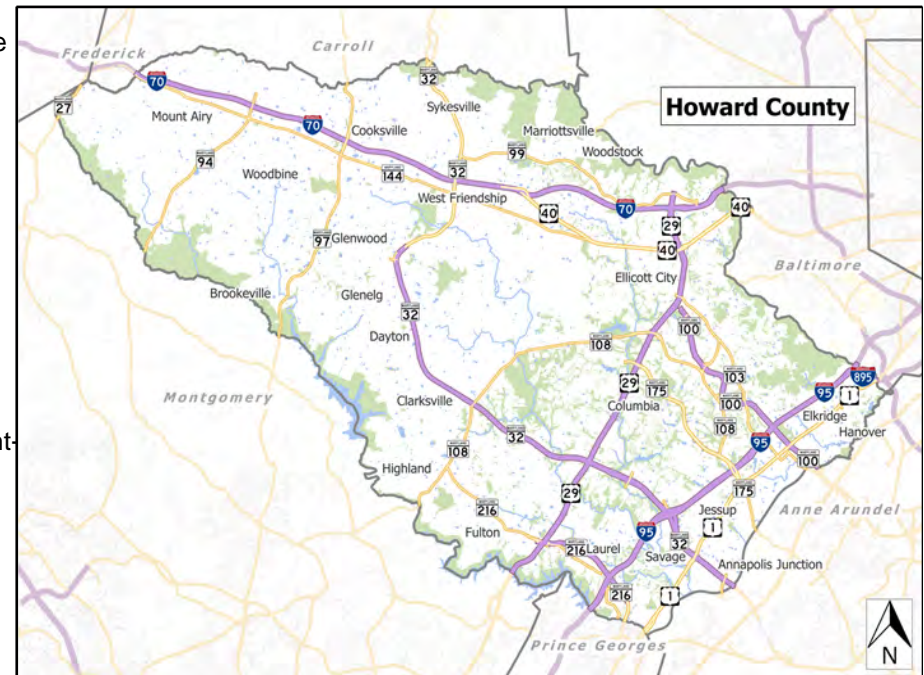 e
Frederick
Carroll
32
70
27
Mount Airy
70
Cooksville
Sykesville
Howard County
Marriottsville
Woodstock
99
94
Woodbine
144
32
West Friendship
40
70
40
29
97
Glenwood
40
Ellicott City
Baltimore
Brookeville
Glenelg
32
Dayton
108
100
Montgomery
Clarksville
29
175
103
95
895
Columbia
100
1
Elkridge
nt-
108
32
108
95
Hanover
100
Highland
29
175
216
Jessup
Anne Arundel
Fulton
95
1
216
Laurel
Savage
32
Annapolis Junction
216
1
Prince Georges
N